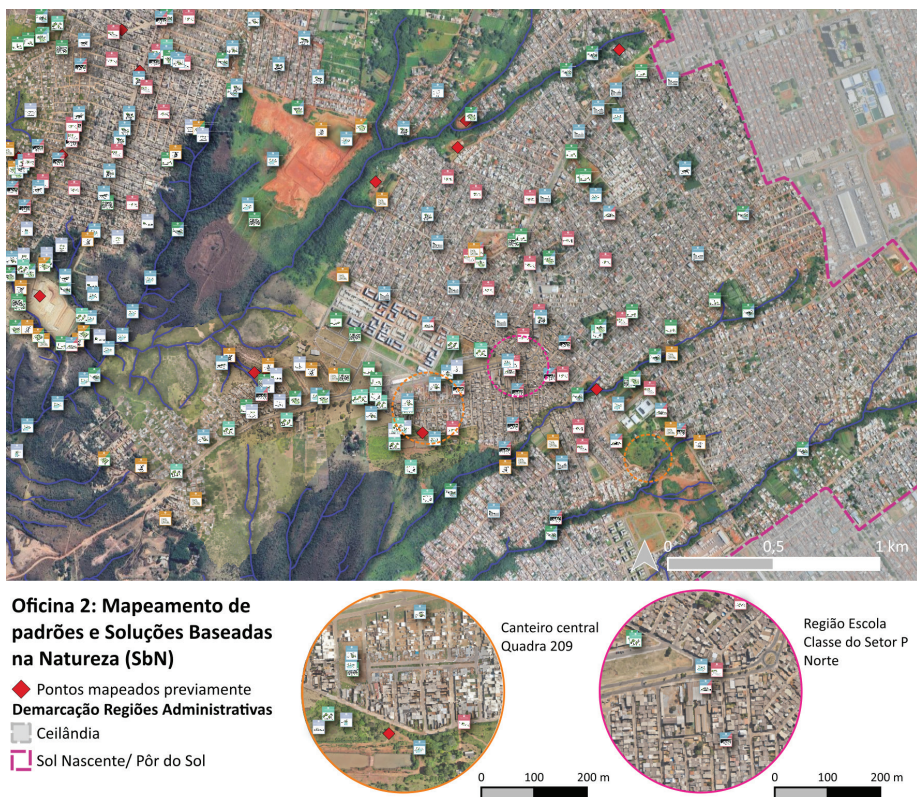 0 0,5 1 km
Oficina 2: Mapeamento de
padrões e Soluções Baseadas
na Natureza (SbN)
Pontos mapeados previamente
Demarcação Regiões Administrativas
Ceilândia
Sol Nascente/ Pôr do Sol
Canteiro central
Quadra 209
0 100 200 m
Região Escola
Classe do Setor P
Norte
0 100 200 m